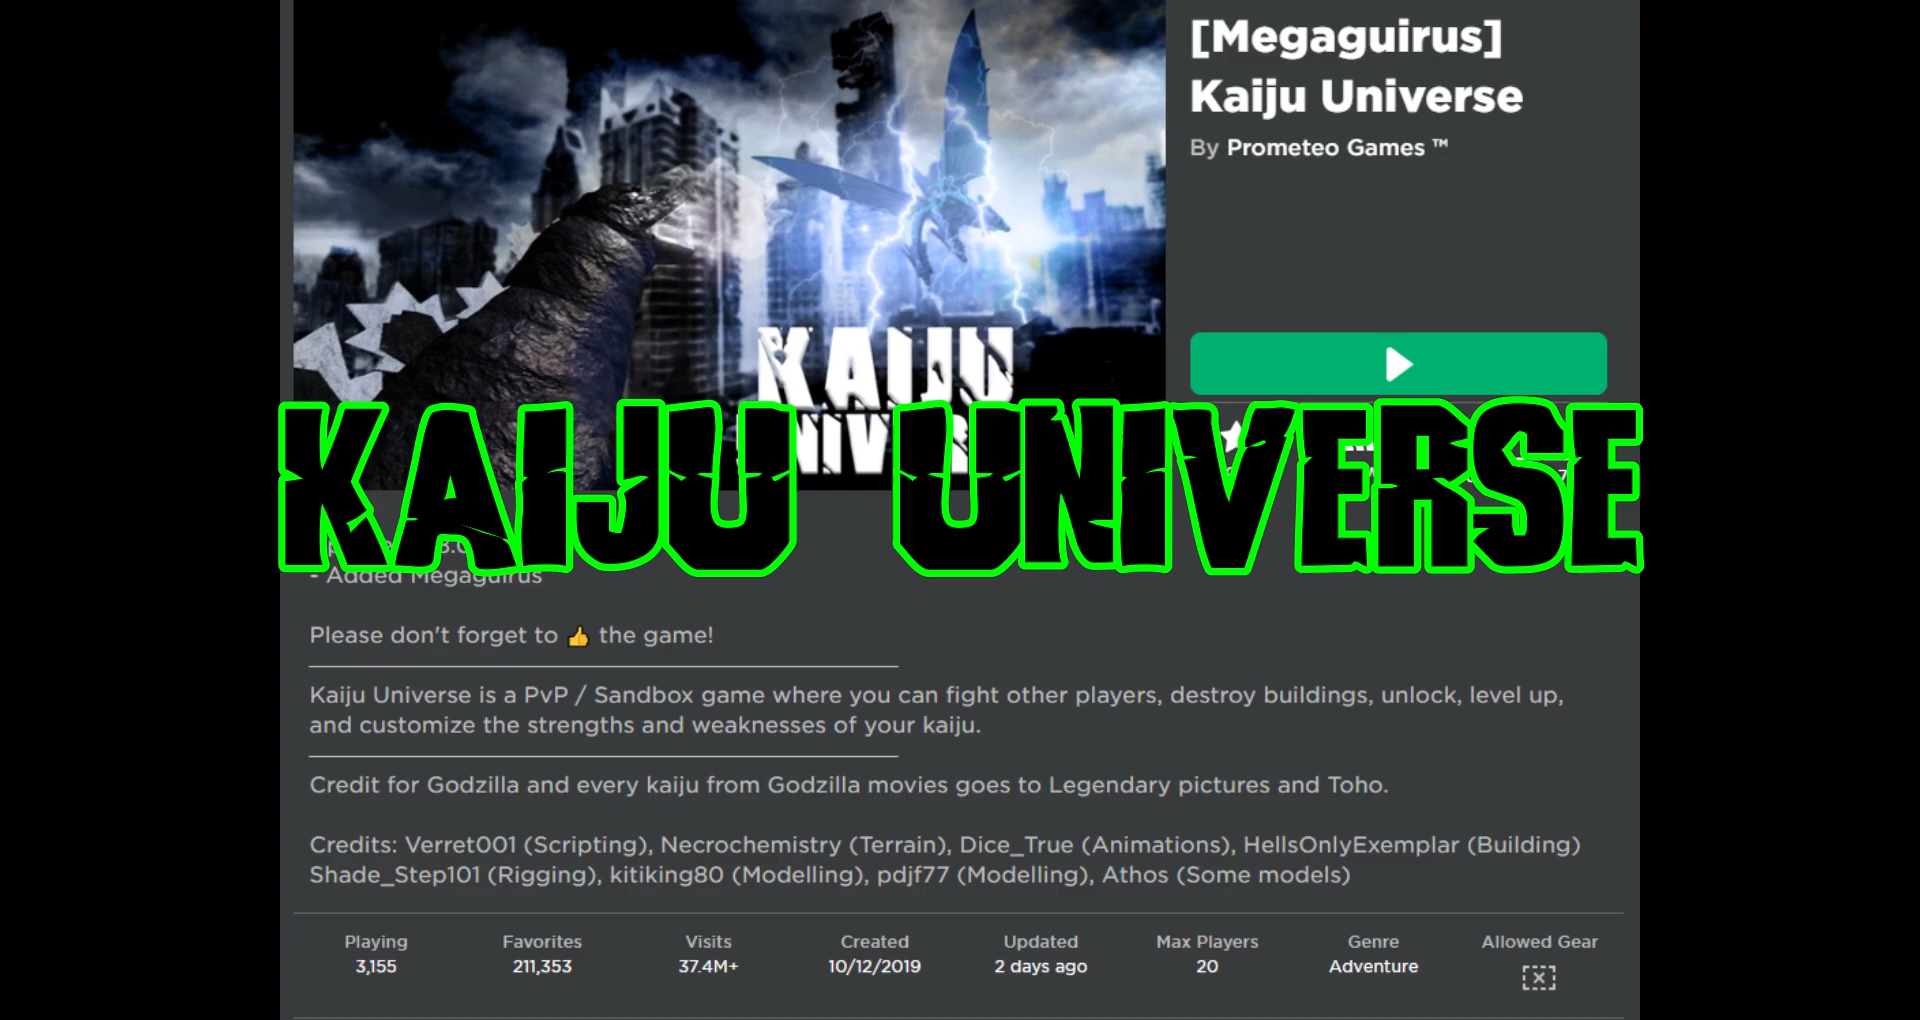 [Megaguirus]
Kaiju Universe
By Prometeo Games ™
KAIJU
KAIJU UNIVERSE
- Added Megaguirus
Please don't forget to 👍 the game!
Kaiju Universe is a PvP / Sandbox game where you can fight other players, destroy buildings, unlock, level up,
and customize the strengths and weaknesses of your kaiju.
Credit for Godzilla and every kaiju from Godzilla movies goes to Legendary pictures and Toho.
Credits: Verret001 (Scripting), Necrochemistry (Terrain), Dice_True (Animations), HellsOnlyExemplar (Building)
Shade_Step101 (Rigging), kitiking80 (Modelling), pdjf77 (Modelling), Athos (Some models)
Playing Favorites Visits Created Updated Max Players Genre Allowed Gear
3,155 211,353 37.4M+ 10/12/2019 2 days ago 20 Adventure